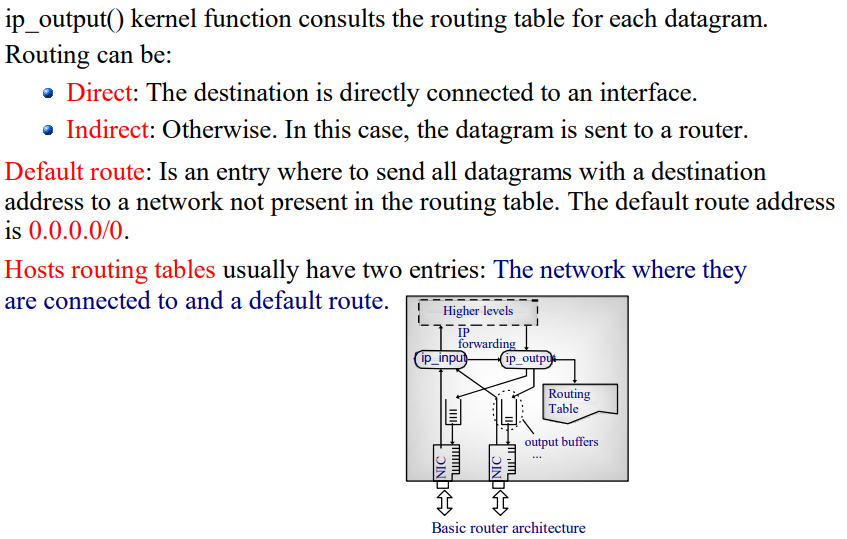 ip_output() kernel function consults the routing table for each datagram.
Routing can be:
Direct: The destination is directly connected to an interface.
Indirect: Otherwise. In this case, the datagram is sent to a router.
Default route: Is an entry where to send all datagrams with a destination
address to a network not present in the routing table. The default route address
is 0.0.0.0/0.
Hosts routing tables usually have two entries: The network where they
are connected to and a default route.
Higher levels
IP
forwarding
ip_input
ip_output
Routing
Table
output buffers
...
NIC
NIC
Basic router architecture